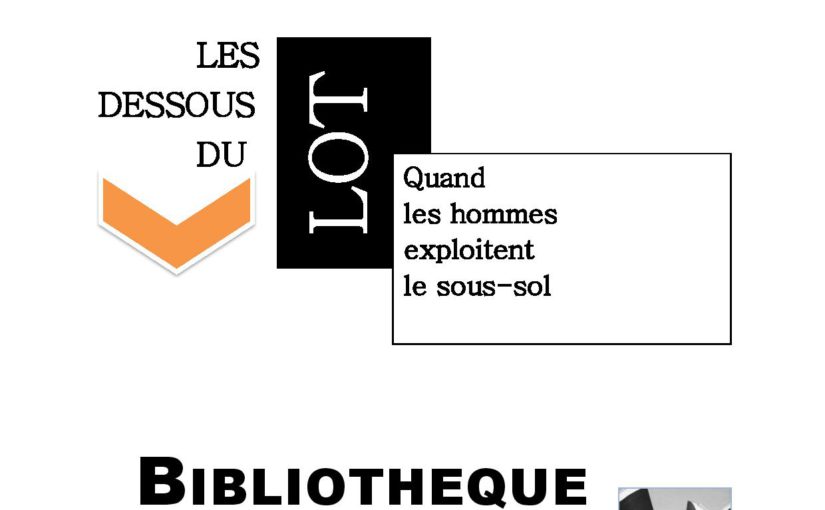 LES
DESSOUS
DU
LOT
Quand
les hommes
exploitent
le sous-sol
BIBLIOTHEQUE